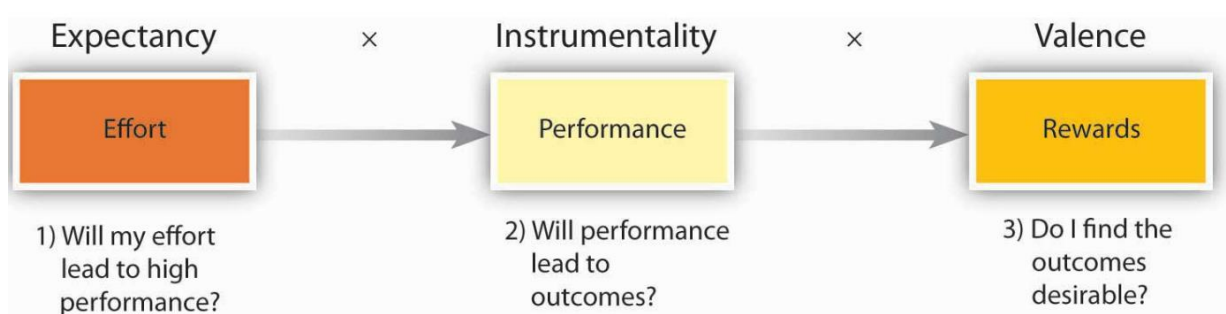 Expectancy × Instrumentality × Valence
Effort
Performance
Rewards
1) Will my effort
lead to high
performance?
2) Will performance
lead to
outcomes?
3) Do I find the
outcomes
desirable?